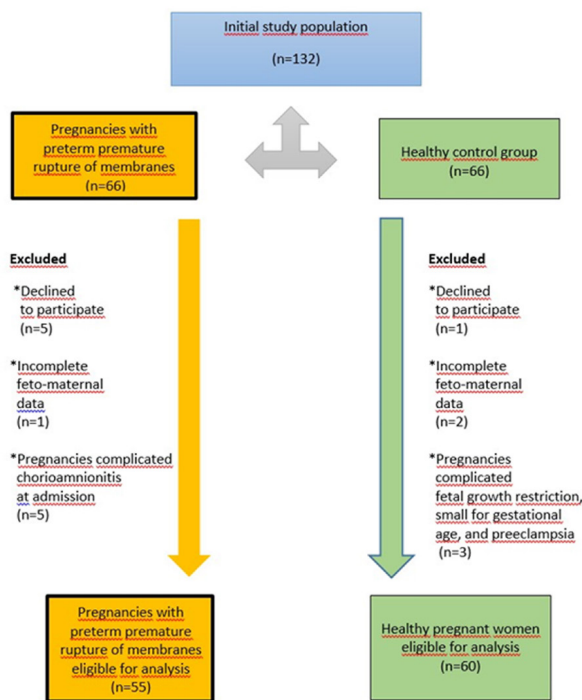 Initial study population
(n=132)
Pregnancies with
preterm premature
rupture of membranes
(n=66)
Healthy control group
(n=66)
Excluded
*Declined
to participate
(n=5)
*Incomplete
feto-maternal
data
(n=1)
*Pregnancies complicated
chorioamnionitis
at admission
(n=5)
Excluded
*Declined
to participate
(n=1)
*Incomplete
feto-maternal
data
(n=2)
*Pregnancies
complicated
fetal growth restriction,
small for gestational
age, and preeclampsia
(n=3)
Pregnancies with
preterm premature
rupture of membranes
eligible for analysis
(n=55)
Healthy pregnant women
eligible for analysis
(n=60)